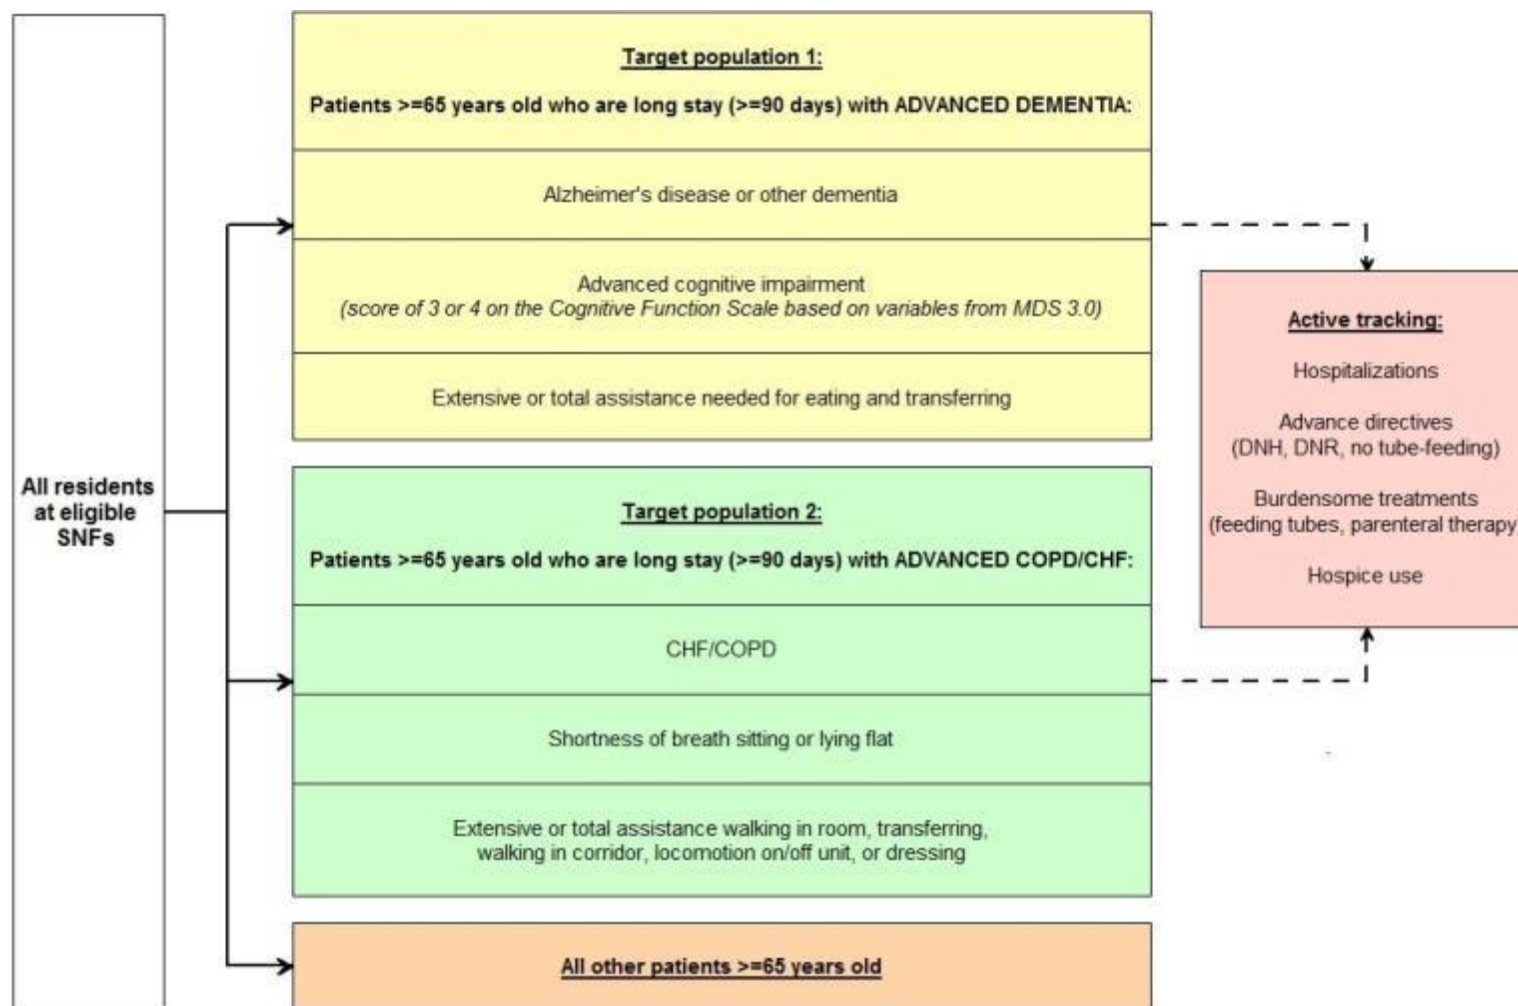 All residents
at eligible
SNFs
Target population 1:
Patients >=65 years old who are long stay (>=90 days) with ADVANCED DEMENTIA:
Alzheimer's disease or other dementia
Advanced cognitive impairment
(score of 3 or 4 on the Cognitive Function Scale based on variables from MDS 3.0)
Extensive or total assistance needed for eating and transferring
Target population 2:
Patients >=65 years old who are long stay (>=90 days) with ADVANCED COPD/CHF:
CHF/COPD
Shortness of breath sitting or lying flat
Extensive or total assistance walking in room, transferring,
walking in corridor, locomotion on/off unit, or dressing
All other patients >=65 years old
Active tracking:
Hospitalizations
Advance directives
(DNH, DNR, no tube-feeding)
Burdensome treatments
(feeding tubes, parenteral therapy
Hospice use